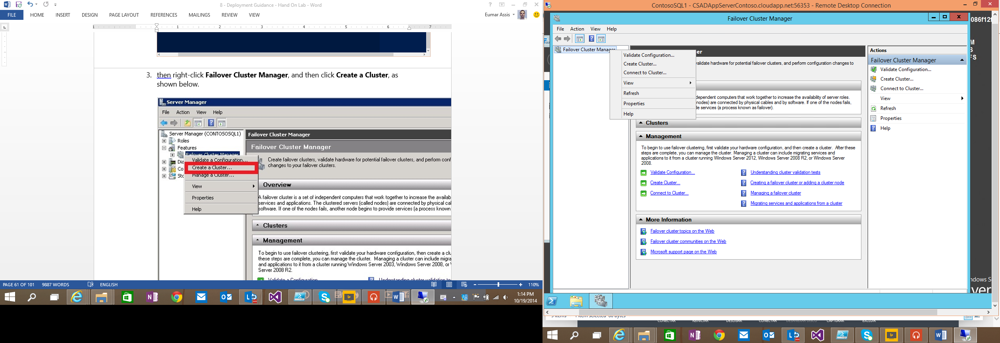 8 - Deployment Guidance - Hand On Lab - Word
FILE HOME INSERT DESIGN PAGE LAYOUT REFERENCES MAILINGS REVIEW VIEW
Eumar Assis
1 1 2 3 4 5 6 7
3. then right-click Failover Cluster Manager, and then click Create a Cluster, as
shown below.
Server Manager
File Action View Help
Server Manager (CONTOSOSQL1)
Roles
Features
Failover Cluster Manager
Dia
Co
Sto
Validate a Configuration...
Create a Cluster...
Manage a Cluster...
View
Properties
Help
Failover Cluster Manager
Failover Cluster Manager
Create failover clusters, validate hardware for potential failover clusters, and perform conf
changes to your failover clusters.
Overview
A failover cluster is a set of independent computers that work together to increase the availab
services and applications. The clustered servers (called nodes) are connected by physical cal
software. If one of the nodes fails, another node begins to provide services (a process known
Clusters
Management
To begin to use failover clustering, first validate your hardware configuration, then create a clu
these steps are complete, you can manage the cluster. Managing a cluster can include migra
and applications to it from a cluster running Windows Server 2003, Windows Server 2008, or
Server 2008 R2.
Validate a Configuration
Understanding cluster validation te
PAGE 61 OF 101 9887 WORDS ENGLISH
110%
1:14 PM
10/19/2014
ContososSQL1 - CSADAppServerContoso.cloudapp.net:56353 - Remote Desktop Connection
Failover Cluster Manager
086f12f
File Action View Help
Failover Cluster Manager
Validate Configuration...
Create Cluster...
Connect to Cluster...
View
Refresh
Properties
Help
er
validate hardware for potential failover clusters, and perform configuration changes to
dependent computers that work together to increase the availability of server roles.
nodes) are connected by physical cables and by software. If one of the nodes fails,
de services (a process known as failover).
Clusters
Management
To begin to use failover clustering, first validate your hardware configuration, and then create a cluster. After these
steps are complete, you can manage the cluster. Managing a cluster can include migrating services and
applications to it from a cluster running Windows Server 2012, Windows Server 2008 R2, or Windows Server
2008.
Validate Configuration...
Create Cluster...
Connect to Cluster...
Understanding cluster validation tests
Creating a failover cluster or adding a cluster node
Managing a failover cluster
Migrating services and applications from a cluster
More Information
Failover cluster topics on the Web
Failover cluster communities on the Web
Microsoft support page on the Web
Actions
Failover Cluster Manager
Validate Configuration...
Create Cluster...
Connect to Cluster...
View
Refresh
Properties
Help
M
S
FS
ndows S
ver
CONECTAR REINICIAR DESLIGAR CONECTAR DESANEXAR DISCO CAPTURAR EXCLUIR